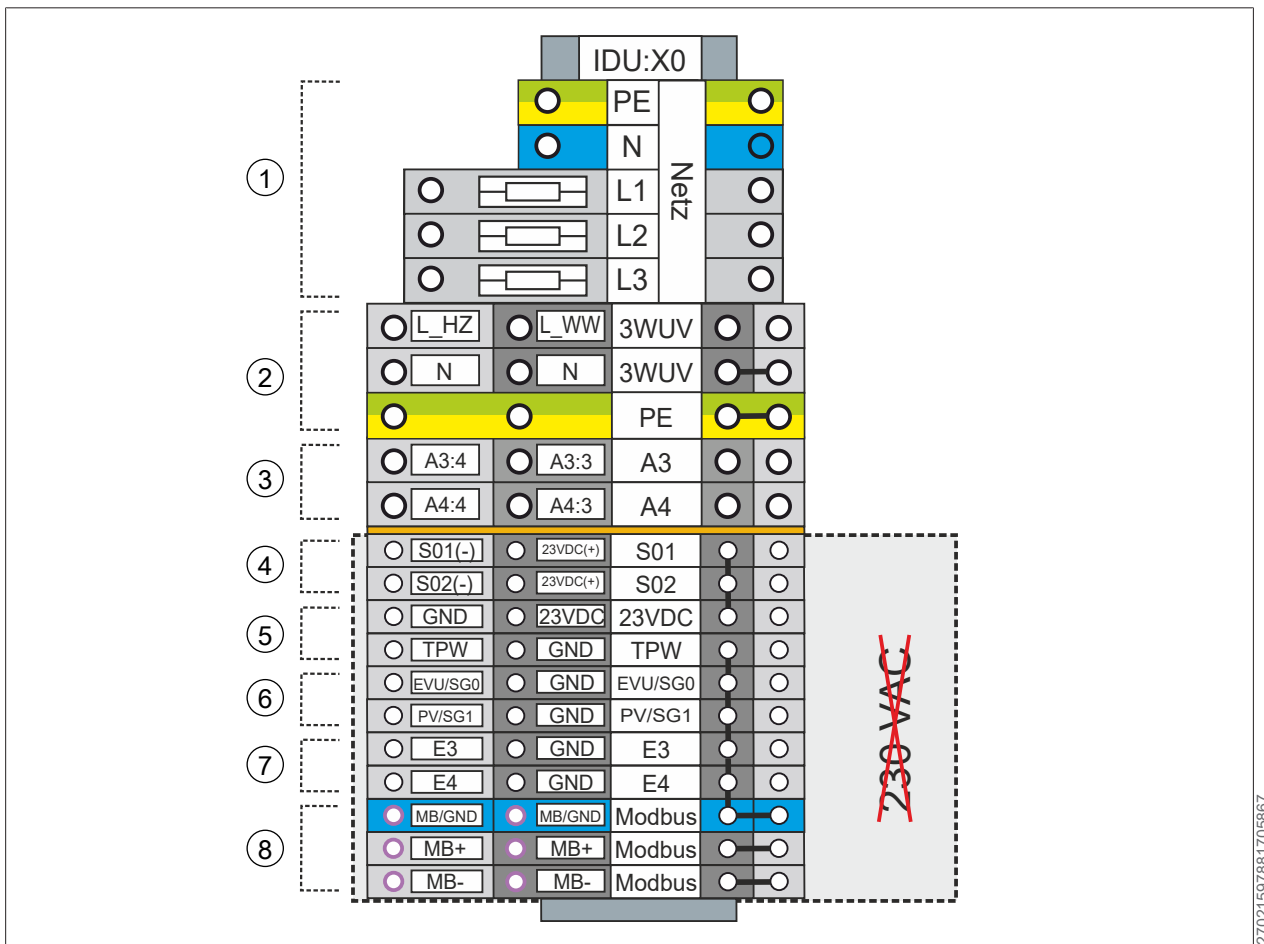 IDU:X0
PE
N
L1
L2
L3
Netz
1
L_HZ L_WW 3WUV
N N 3WUV
PE
2
A3:4 A3:3 A3
A4:4 A4:3 A4
3
S01(-) 23VDC(+) S01
S02(-) 23VDC(+) S02
4
GND 23VDC 23VDC
TPW GND TPW
5
EVU/SG0 GND EVU/SG0
PV/SG1 GND PV/SG1
6
E3 GND E3
E4 GND E4
7
MB/GND MB/GND Modbus
MB+ MB+ Modbus
MB- MB- Modbus
8
230 VAC
27021597881705867